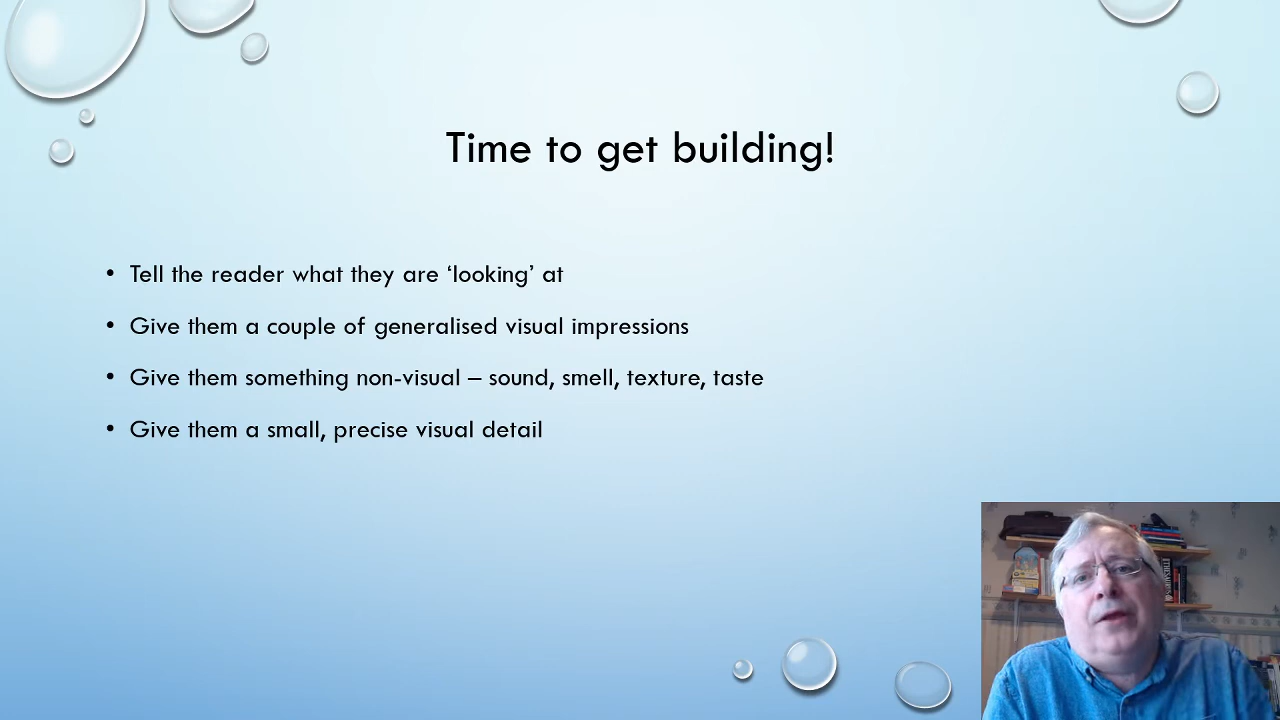 Time to get building!
• Tell the reader what they are ‘looking’ at
• Give them a couple of generalised visual impressions
• Give them something non-visual – sound, smell, texture, taste
• Give them a small, precise visual detail